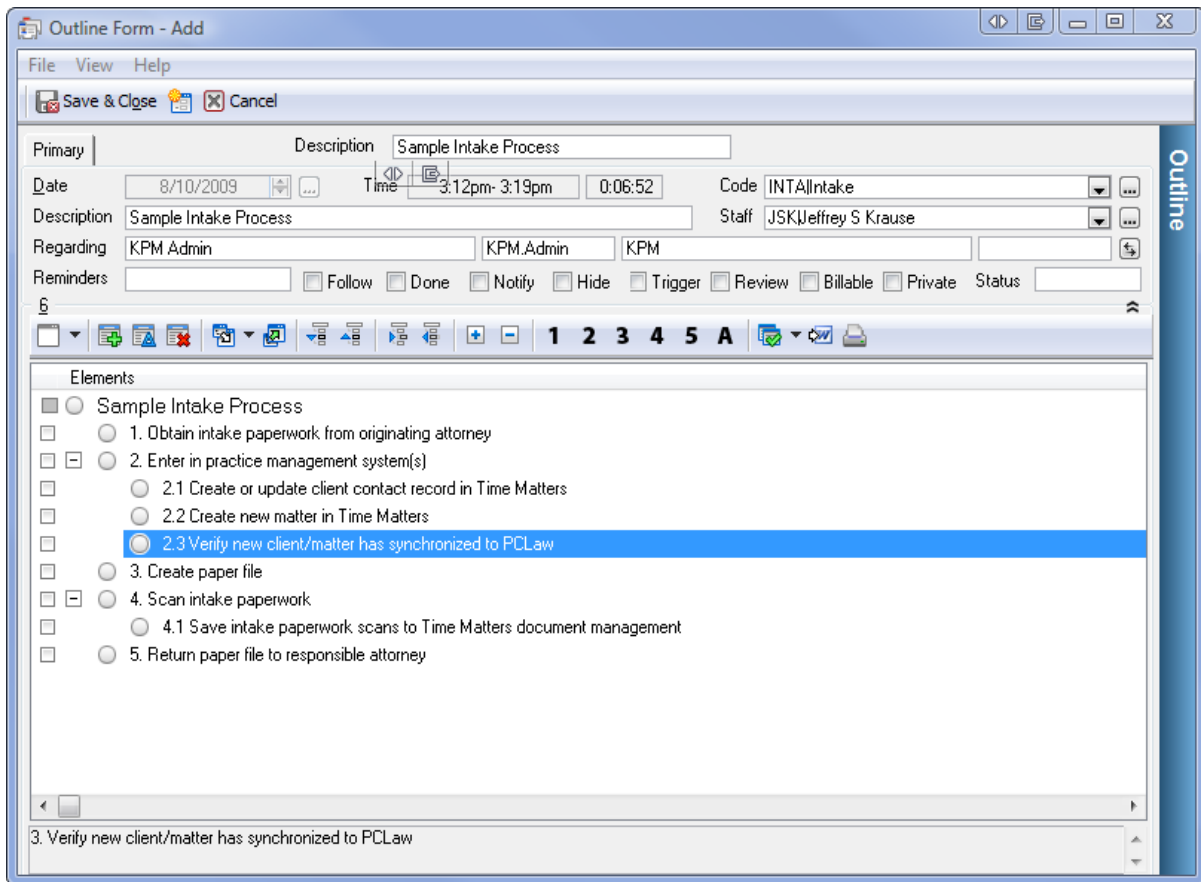 Outline Form - Add
File View Help
Save & Close Cancel
Primary Description Sample Intake Process
Date 8/10/2009 ... Time 3:12pm- 3:19pm 0:06:52 Code INTA|Intake ...
Description Sample Intake Process Staff JSK|Jeffrey S Krause ...
Regarding KPM Admin KPM.Admin KPM
Reminders Follow Done Notify Hide Trigger Review Billable Private Status
6
1 2 3 4 5 A
Elements
Sample Intake Process
1. Obtain intake paperwork from originating attorney
2. Enter in practice management system(s)
2.1 Create or update client contact record in Time Matters
2.2 Create new matter in Time Matters
2.3 Verify new client/matter has synchronized to PCLaw
3. Create paper file
4. Scan intake paperwork
4.1 Save intake paperwork scans to Time Matters document management
5. Return paper file to responsible attorney
3. Verify new client/matter has synchronized to PCLaw
Outline